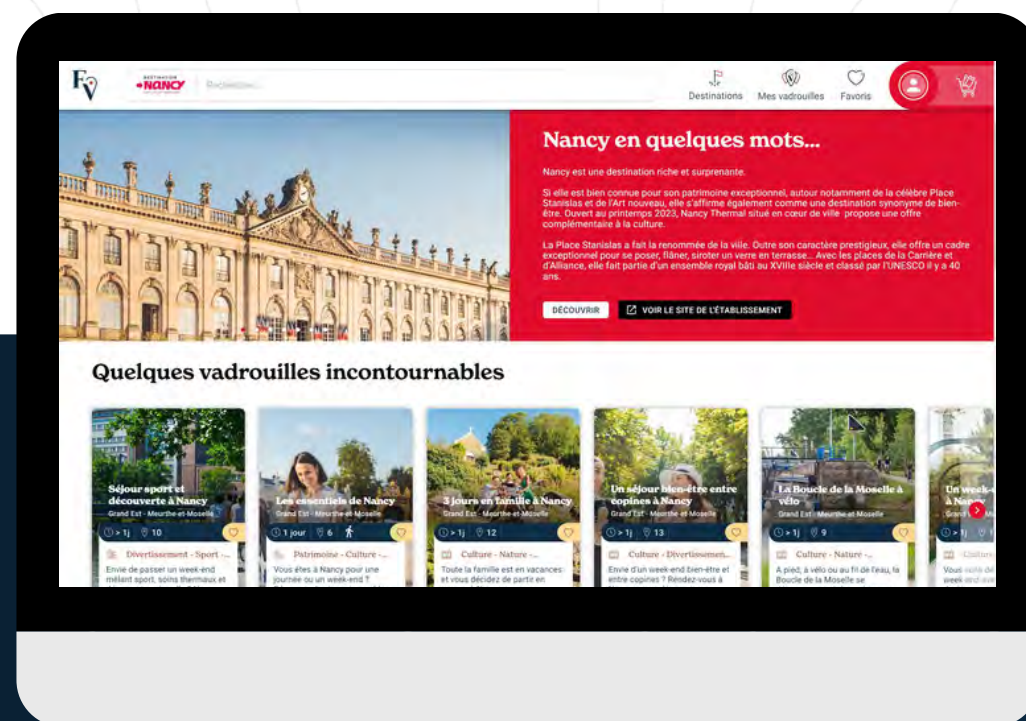 FV
DESTINATION
NANCY
Rechercher...
Destinations
Mes vadrouilles
Favoris
Nancy en quelques mots...
Nancy est une destination riche et surprenante.
Si elle est bien connue pour son patrimoine exceptionnel, autour notamment de la célèbre Place
Stanislas et de l'Art nouveau, elle s'affirme également comme une destination synonyme de bien-
être. Ouvert au printemps 2023, Nancy Thermal situé en cœur de ville propose une offre
complémentaire à la culture.
La Place Stanislas a fait la renommée de la ville. Outre son caractère prestigieux, elle offre un cadre
exceptionnel pour se poser, flâner, siroter un verre en terrasse... Avec les places de la Carrière et
d'Alliance, elle fait partie d'un ensemble royal bâti au XVIIIe siècle et classé par l'UNESCO il y a 40
ans.
DÉCOUVRIR
VOIR LE SITE DE L'ÉTABLISSEMENT
Quelques vadrouilles incontournables
Séjour sport et
découverte à Nancy
Grand Est - Meurthe-et-Moselle
> 1j 10
Divertissement - Sport -...
Envie de passer un week-end
mêlant sport, soins thermaux et
Les essentiels de Nancy
Grand Est - Meurthe-et-Moselle
1 jour 6
Patrimoine - Culture -...
Vous êtes à Nancy pour une
journée ou un week-end ?
3 jours en famille à Nancy
Grand Est - Meurthe-et-Moselle
> 1j 12
Culture - Nature -...
Toute la famille est en vacances
et vous décidez de partir en
Un séjour bien-être entre
copines à Nancy
Grand Est - Meurthe-et-Moselle
> 1j 13
Culture - Divertissemen...
Envie d'un week-end bien-être et
entre copines ? Rendez-vous à
La Boucle de la Moselle à
vélo
Grand Est - Meurthe-et-Moselle
> 1j 9
Culture - Nature -...
A pied, à vélo ou au fil de l'eau, la
Boucle de la Moselle se
Un week-
à Nancy
Grand Est
> 1j